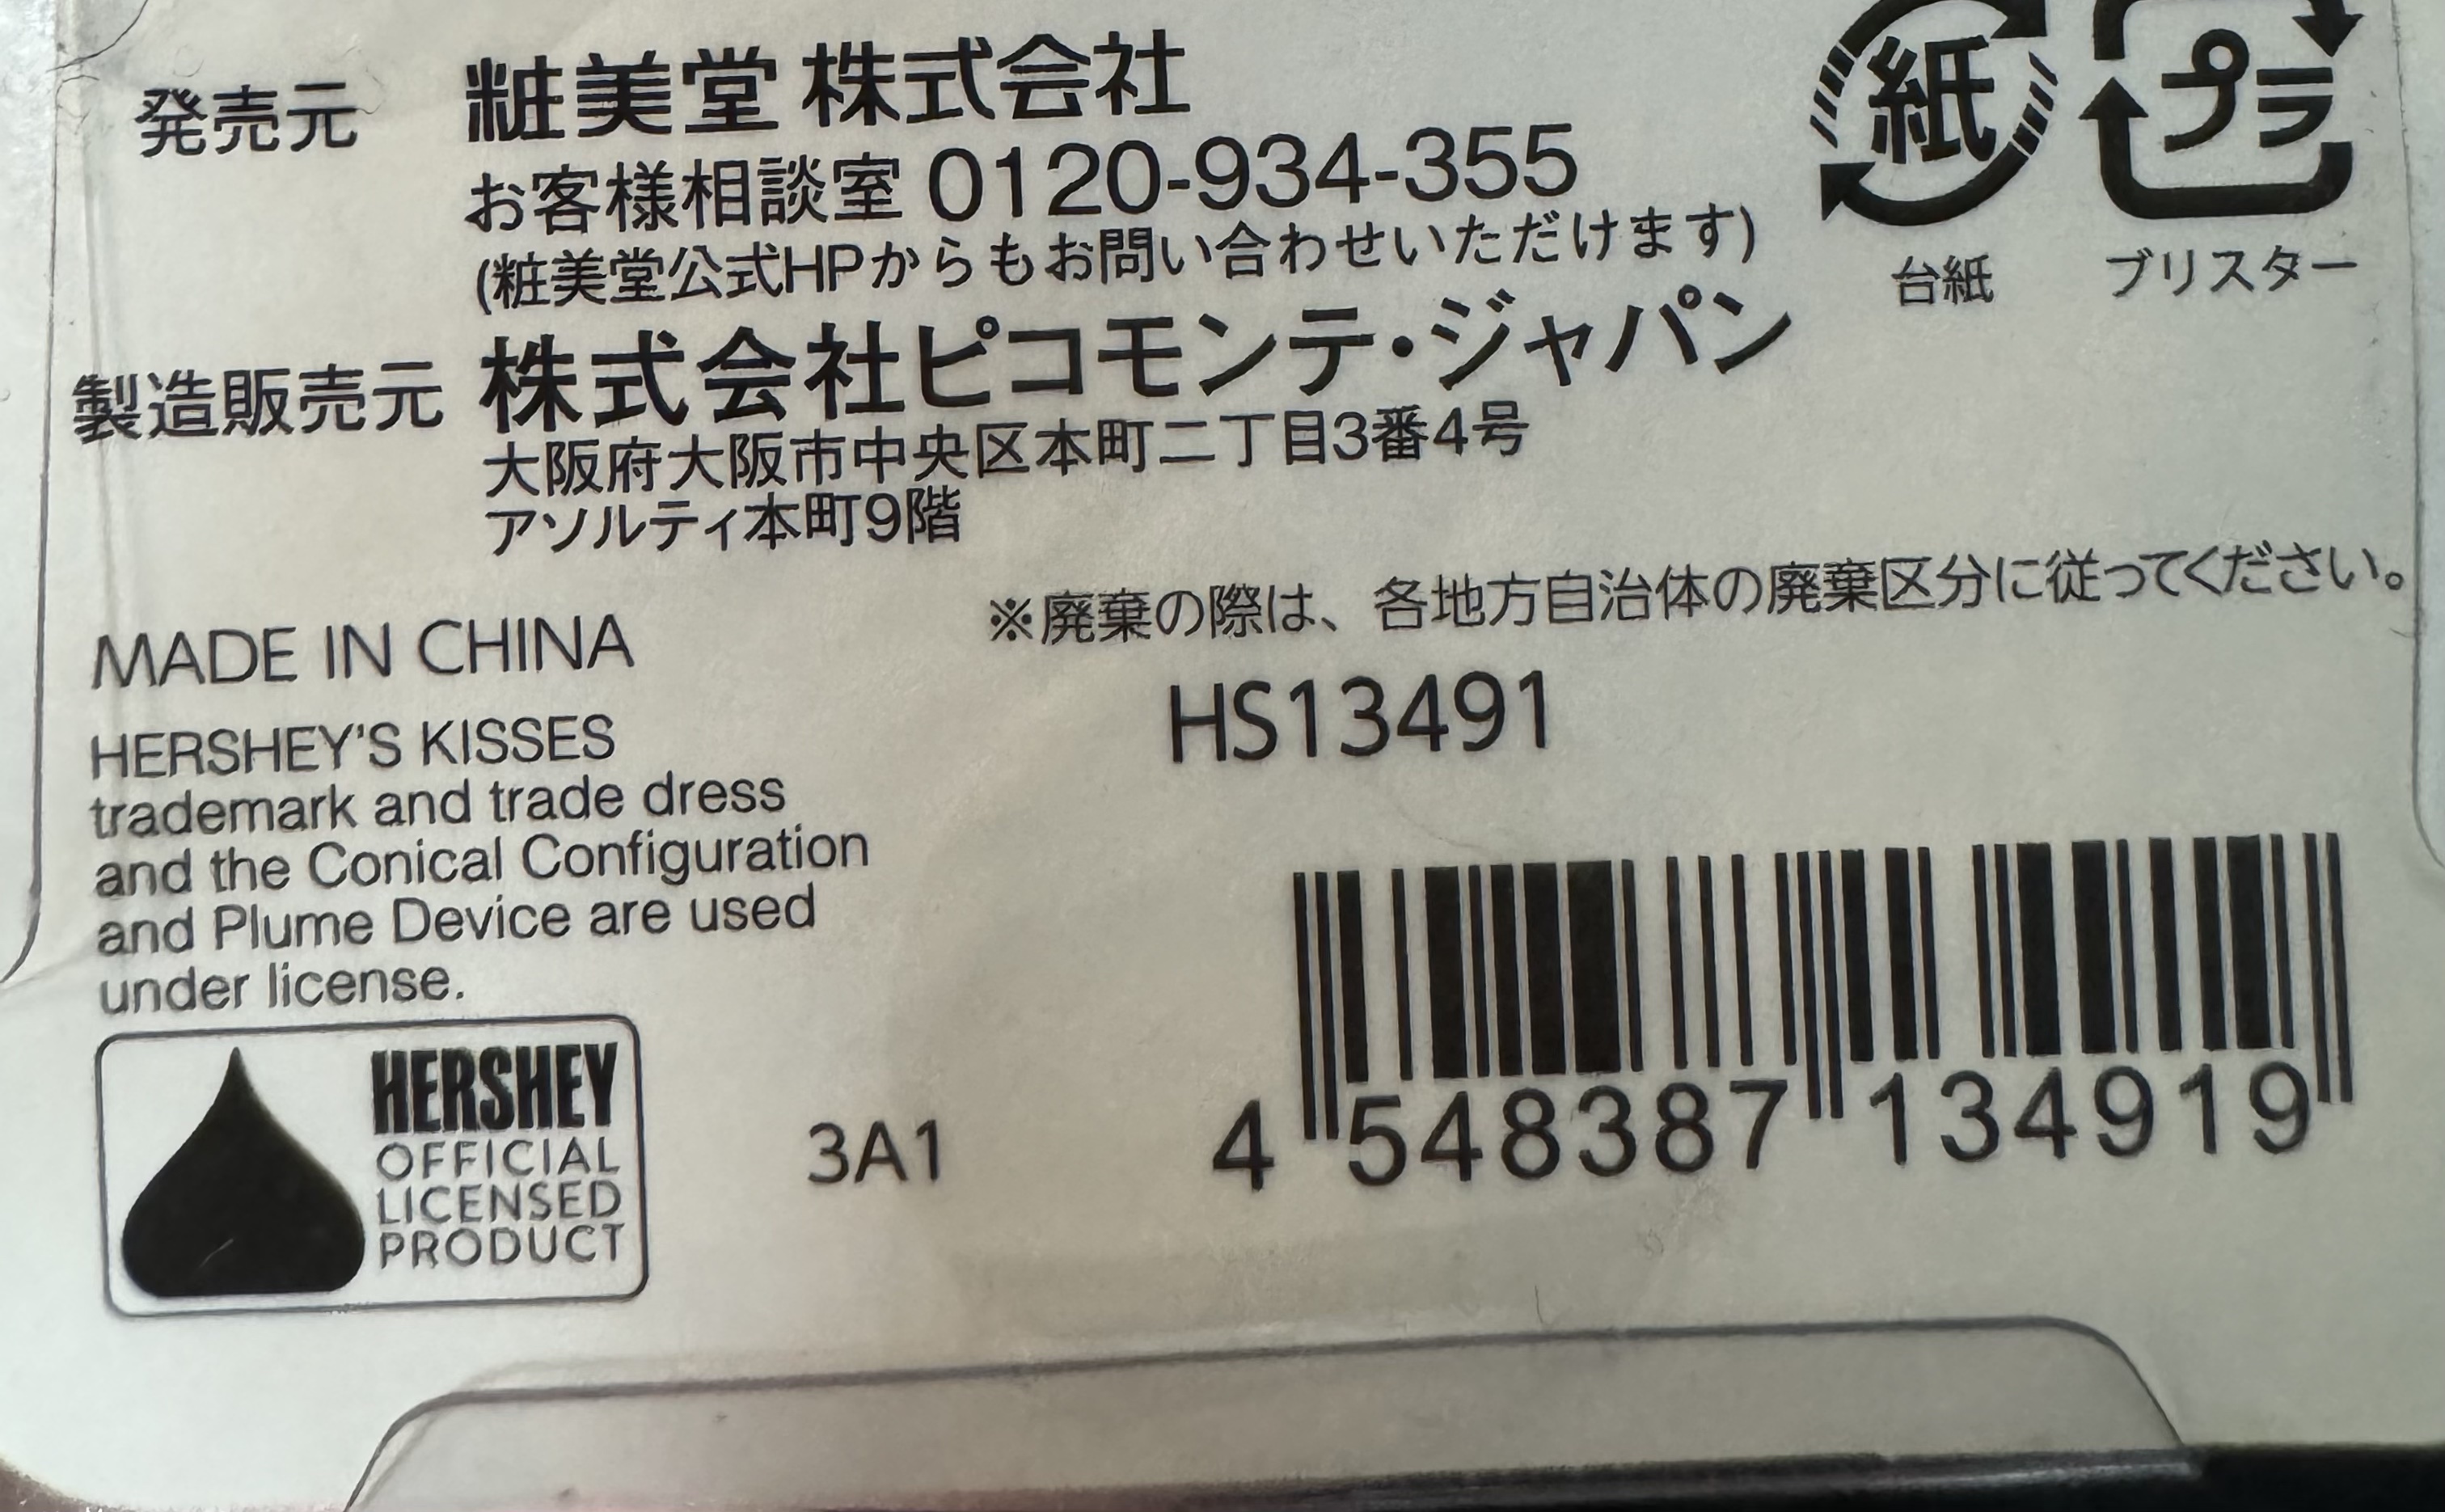 発売元 粧美堂 株式会社
お客様相談室 0120-934-355
(粧美堂公式HPからもお問い合わせいただけます)
紙
プラ
台紙
ブリスター
製造販売元 株式会社ピコモンテ・ジャパン
大阪府大阪市中央区本町二丁目3番4号
アソルティ本町9階
※廃棄の際は、各地方自治体の廃棄区分に従ってください。
MADE IN CHINA
HS13491
HERSHEY'S KISSES
trademark and trade dress
and the Conical Configuration
and Plume Device are used
under license.
HERSHEY
OFFICIAL
LICENSED
PRODUCT
3A1
4 548387 134919